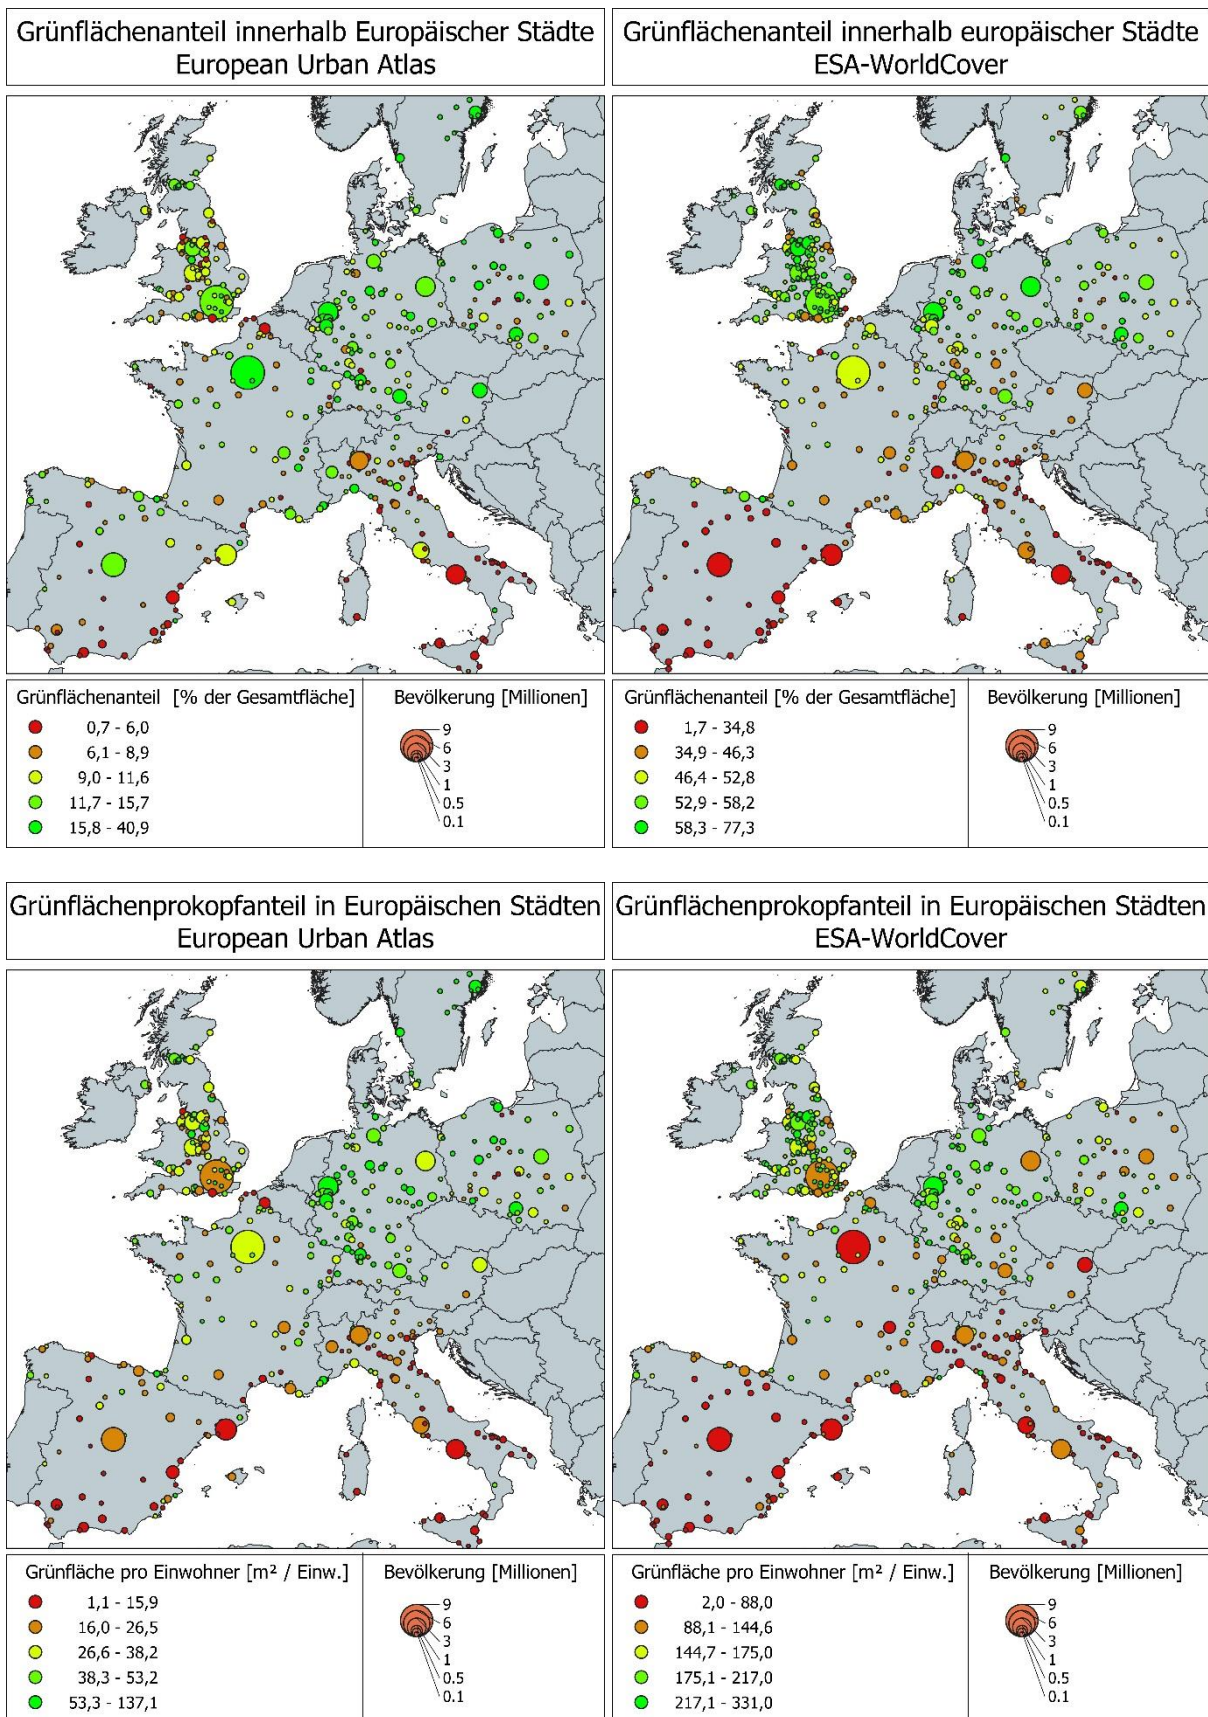 Grünflächenanteil innerhalb Europäischer Städte
European Urban Atlas
Grünflächenanteil innerhalb europäischer Städte
ESA-WorldCover
Grünflächenanteil [% der Gesamtfläche]
0,7 - 6,0
6,1 - 8,9
9,0 - 11,6
11,7 - 15,7
15,8 - 40,9
Bevölkerung [Millionen]
9
6
3
1
0.5
0.1
Grünflächenanteil [% der Gesamtfläche]
1,7 - 34,8
34,9 - 46,3
46,4 - 52,8
52,9 - 58,2
58,3 - 77,3
Bevölkerung [Millionen]
9
6
3
1
0.5
0.1
Grünflächenprokopfanteil in Europäischen Städten
European Urban Atlas
Grünflächenprokopfanteil in Europäischen Städten
ESA-WorldCover
Grünfläche pro Einwohner [m² / Einw.]
1,1 - 15,9
16,0 - 26,5
26,6 - 38,2
38,3 - 53,2
53,3 - 137,1
Bevölkerung [Millionen]
9
6
3
1
0.5
0.1
Grünfläche pro Einwohner [m² / Einw.]
2,0 - 88,0
88,1 - 144,6
144,7 - 175,0
175,1 - 217,0
217,1 - 331,0
Bevölkerung [Millionen]
9
6
3
1
0.5
0.1